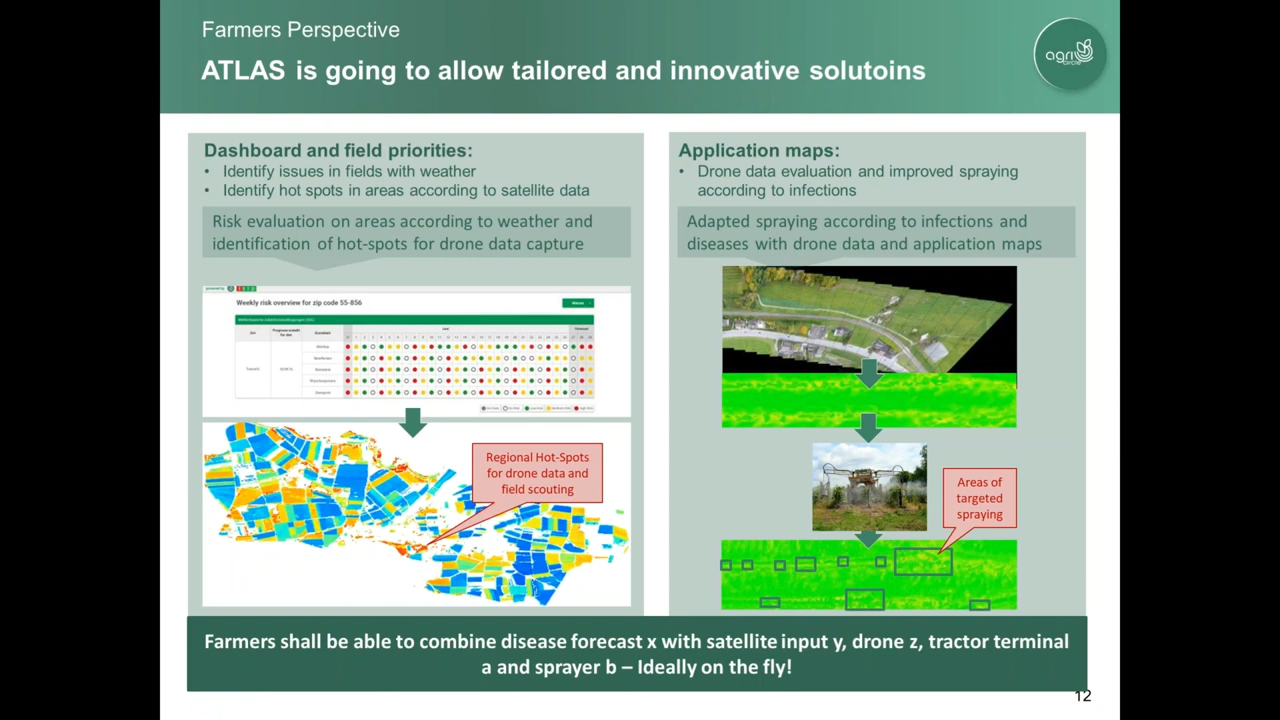 Farmers Perspective
ATLAS is going to allow tailored and innovative solutoins
agri
circle
Dashboard and field priorities:
• Identify issues in fields with weather
• Identify hot spots in areas according to satellite data
Risk evaluation on areas according to weather and
identification of hot-spots for drone data capture
Weekly risk overview for zip code 55-856
Regional Hot-Spots
for drone data and
field scouting
Application maps:
• Drone data evaluation and improved spraying
according to infections
Adapted spraying according to infections and
diseases with drone data and application maps
Areas of
targeted
spraying
Farmers shall be able to combine disease forecast x with satellite input y, drone z, tractor terminal
a and sprayer b – Ideally on the fly!
12